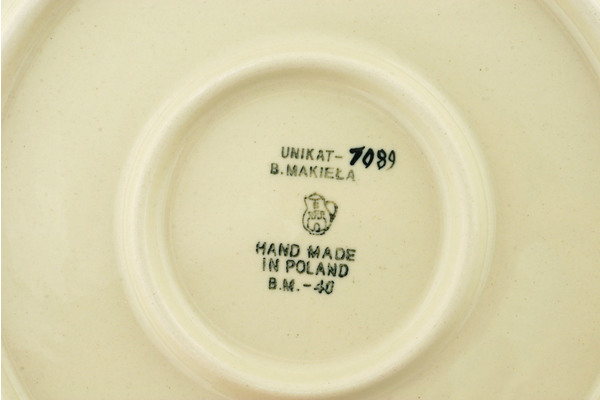 UNIKAT- 7089
B. MAKIEŁA
HAND MADE
IN POLAND
B.M. - 40